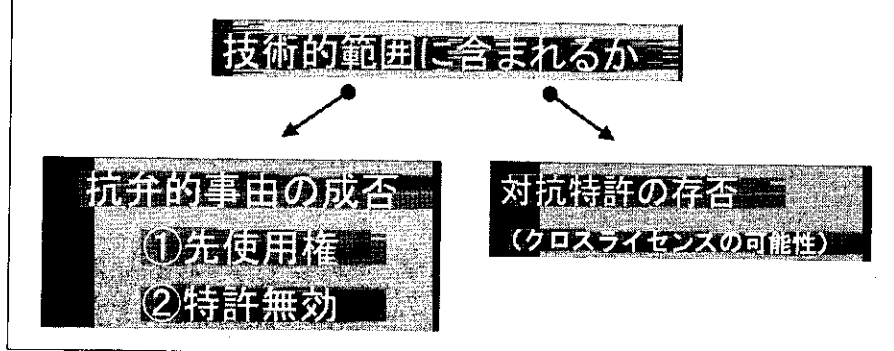 技術的範囲に含まれるか
抗弁的事由の成否
①先使用権
②特許無効
対抗特許の存否
(クロスライセンスの可能性)